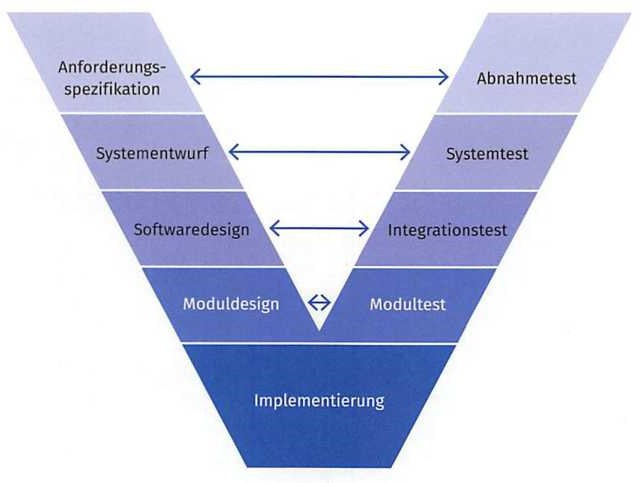 Anforderungs-
spezifikation
Abnahmetest
Systementwurf
Systemtest
Softwaredesign
Integrationstest
Moduldesign
Modultest
Implementierung